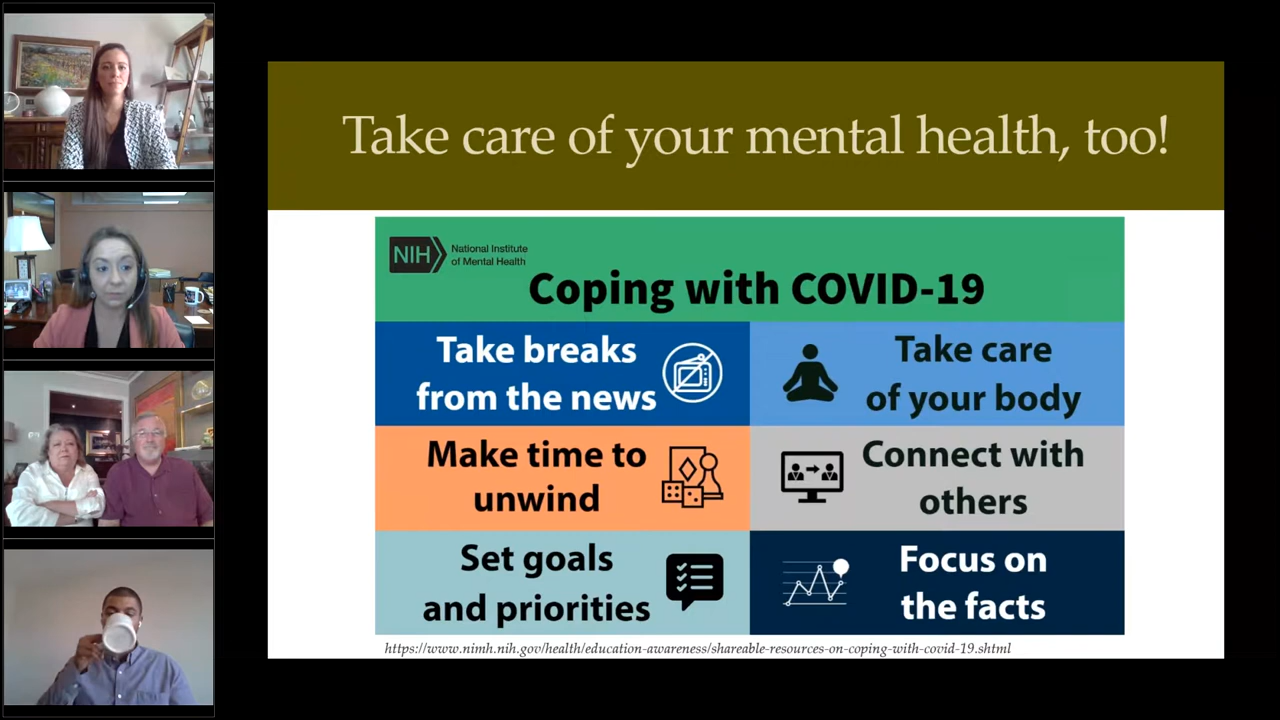 Take care of your mental health, too!
NIH National Institute
of Mental Health
Coping with COVID-19
Take breaks
from the news
Take care
of your body
Make time to
unwind
Connect with
others
Set goals
and priorities
Focus on
the facts
https://www.nimh.nih.gov/health/education-awareness/shareable-resources-on-coping-with-covid-19.shtml